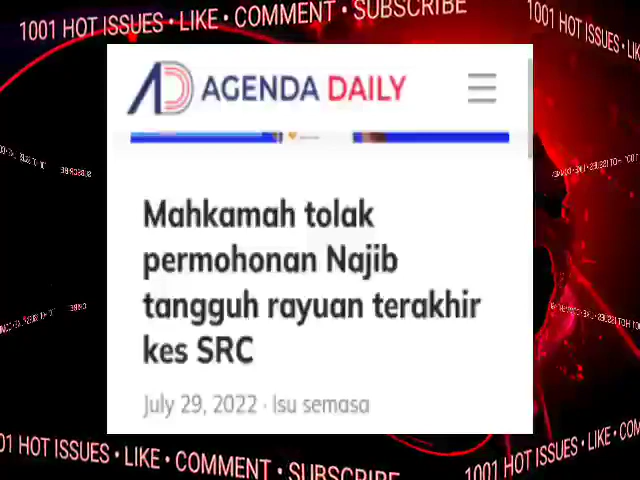 1001 HOT ISSUES • LIKE • COMMENT • SUBSCRIBE
1001 HOT ISSUES • LI
AGENDA DAILY
Mahkamah tolak
permohonan Najib
tangguh rayuan terakhir
kes SRC
July 29, 2022 · Isu semasa
01 HOT ISSUES • LIKE • COMMENT • SUBSCRIBE
1001 HOT ISSUES • LIKE • COM